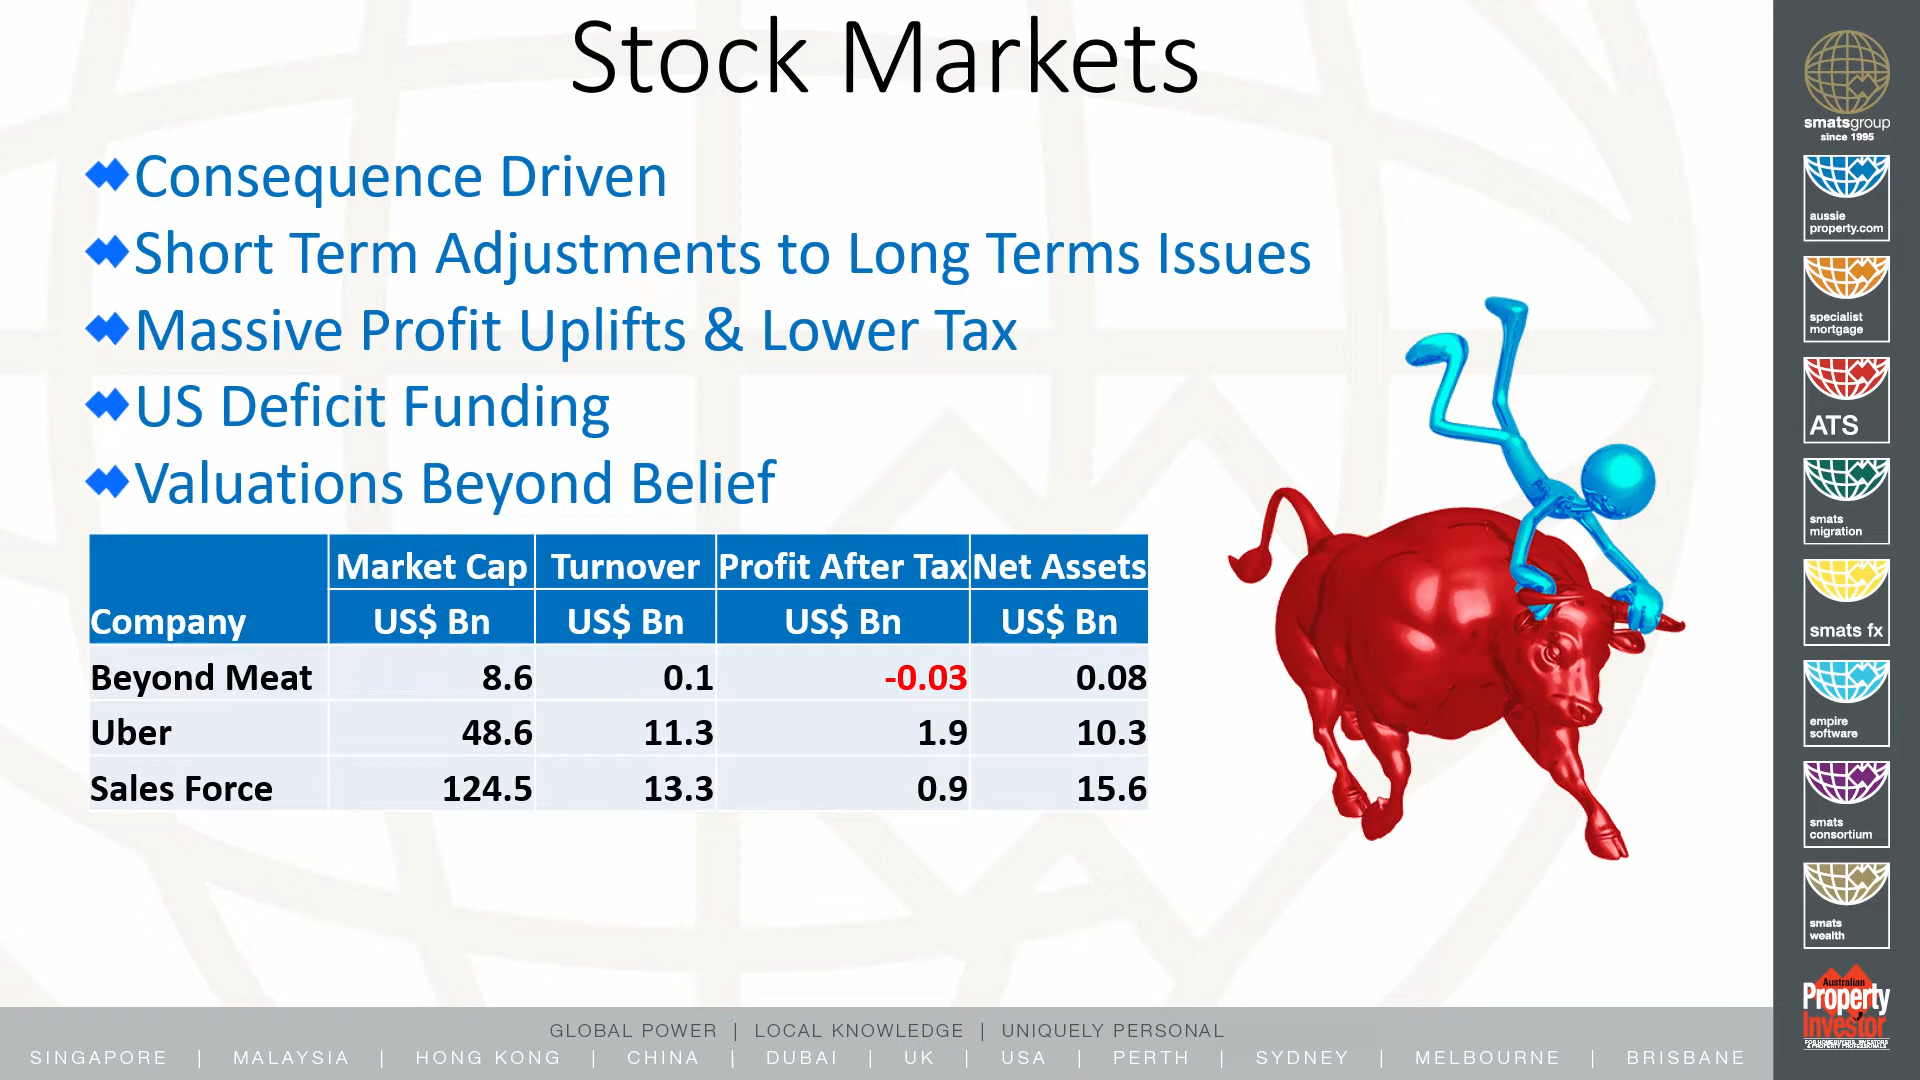 Stock Markets
Consequence Driven
Short Term Adjustments to Long Terms Issues
Massive Profit Uplifts & Lower Tax
US Deficit Funding
Valuations Beyond Belief
Company Market Cap Turnover Profit After Tax Net Assets
US$ Bn US$ Bn US$ Bn US$ Bn
Beyond Meat 8.6 0.1 -0.03 0.08
Uber 48.6 11.3 1.9 10.3
Sales Force 124.5 13.3 0.9 15.6
smatsgroup
since 1995
aussie
property.com
specialist
mortgage
ATS
smats
migration
smats fx
empire
software
smats
consortium
smats
wealth
Australian
Property
Investor
FOR HOMEBUYERS, INVESTORS
& PROPERTY PROFESSIONALS
GLOBAL POWER | LOCAL KNOWLEDGE | UNIQUELY PERSONAL
SINGAPORE | MALAYSIA | HONG KONG | CHINA | DUBAI | UK | USA | PERTH | SYDNEY | MELBOURNE | BRISBANE